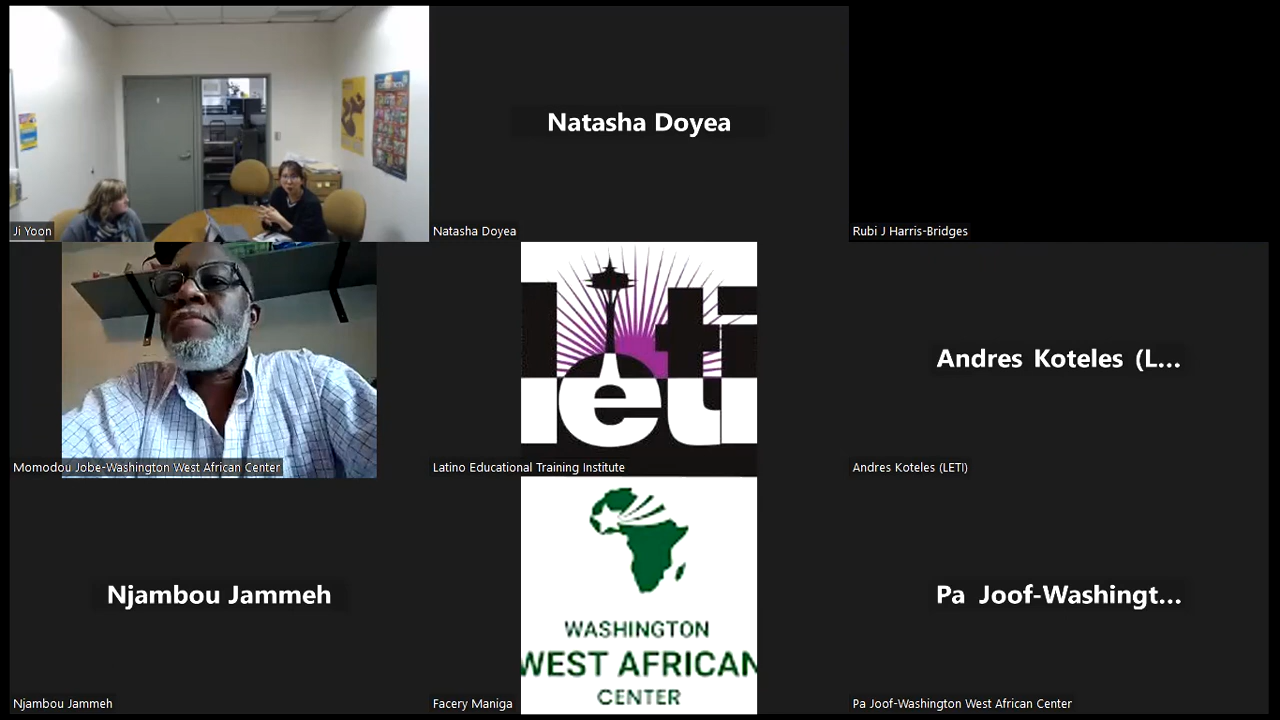 Ji Yoon
Natasha Doyea
Natasha Doyea
Rubi J Harris-Bridges
Momodou Jobe-Washington West African Center
leti
Latino Educational Training Institute
Andres Koteles (L...
Andres Koteles (LETI)
Njambou Jammeh
Njambou Jammeh
WASHINGTON
WEST AFRICAN
CENTER
Facery Maniga
Pa Joof-Washingt...
Pa Joof-Washington West African Center